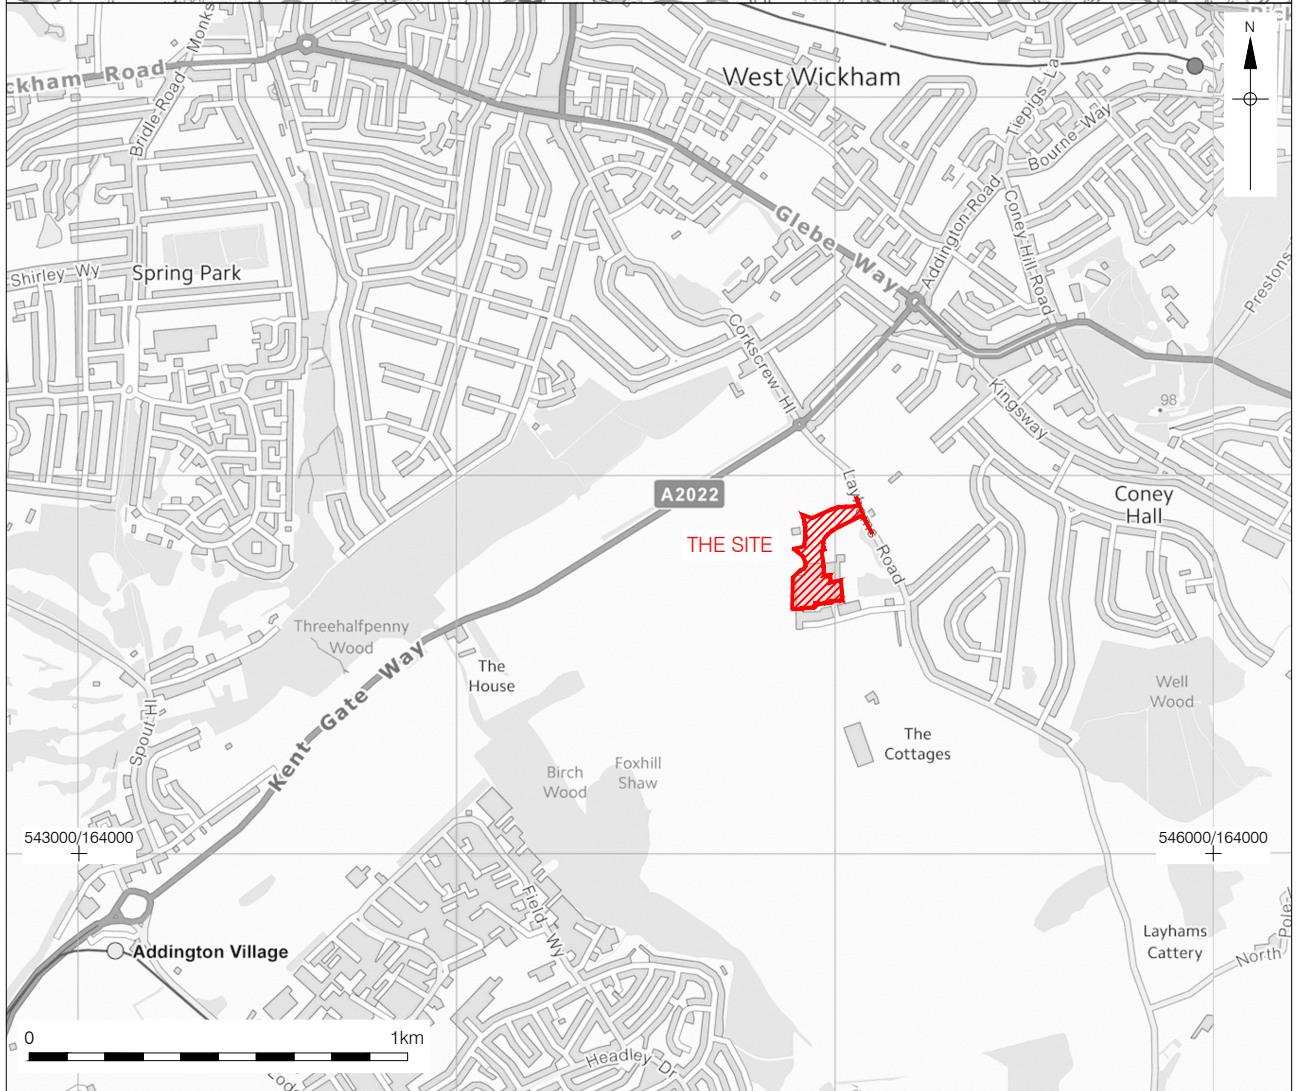 N
West Wickham
ckham Road
Bridle Road
Monks
Tiepigs La
Bourne Way
Addington Road
Coney Hill Road
Glebe Way
Prestons
Shirley Wy
Spring Park
Corkscrew Hl
Kingsway
98
A2022
Layhams Road
Coney
Hall
THE SITE
Threehalfpenny
Wood
The
House
Kent Gate Way
Well
Wood
Spout Hl
The
Cottages
Birch
Wood
Foxhill
Shaw
543000/164000
546000/164000
Field Wy
Layhams
Cattery
North Pole
Addington Village
0
1km
Headley Dr
Lodg